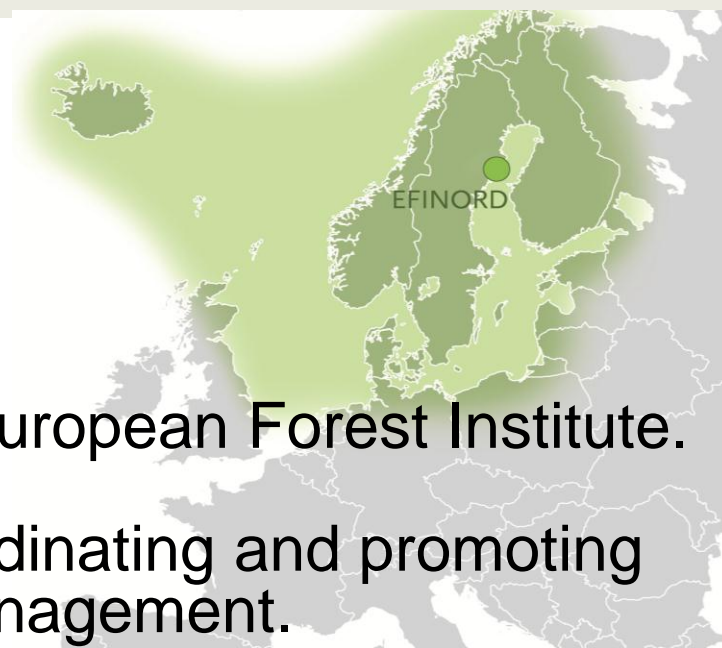 EFINORD
uropean Forest Institute.
dinating and promoting
nagement.